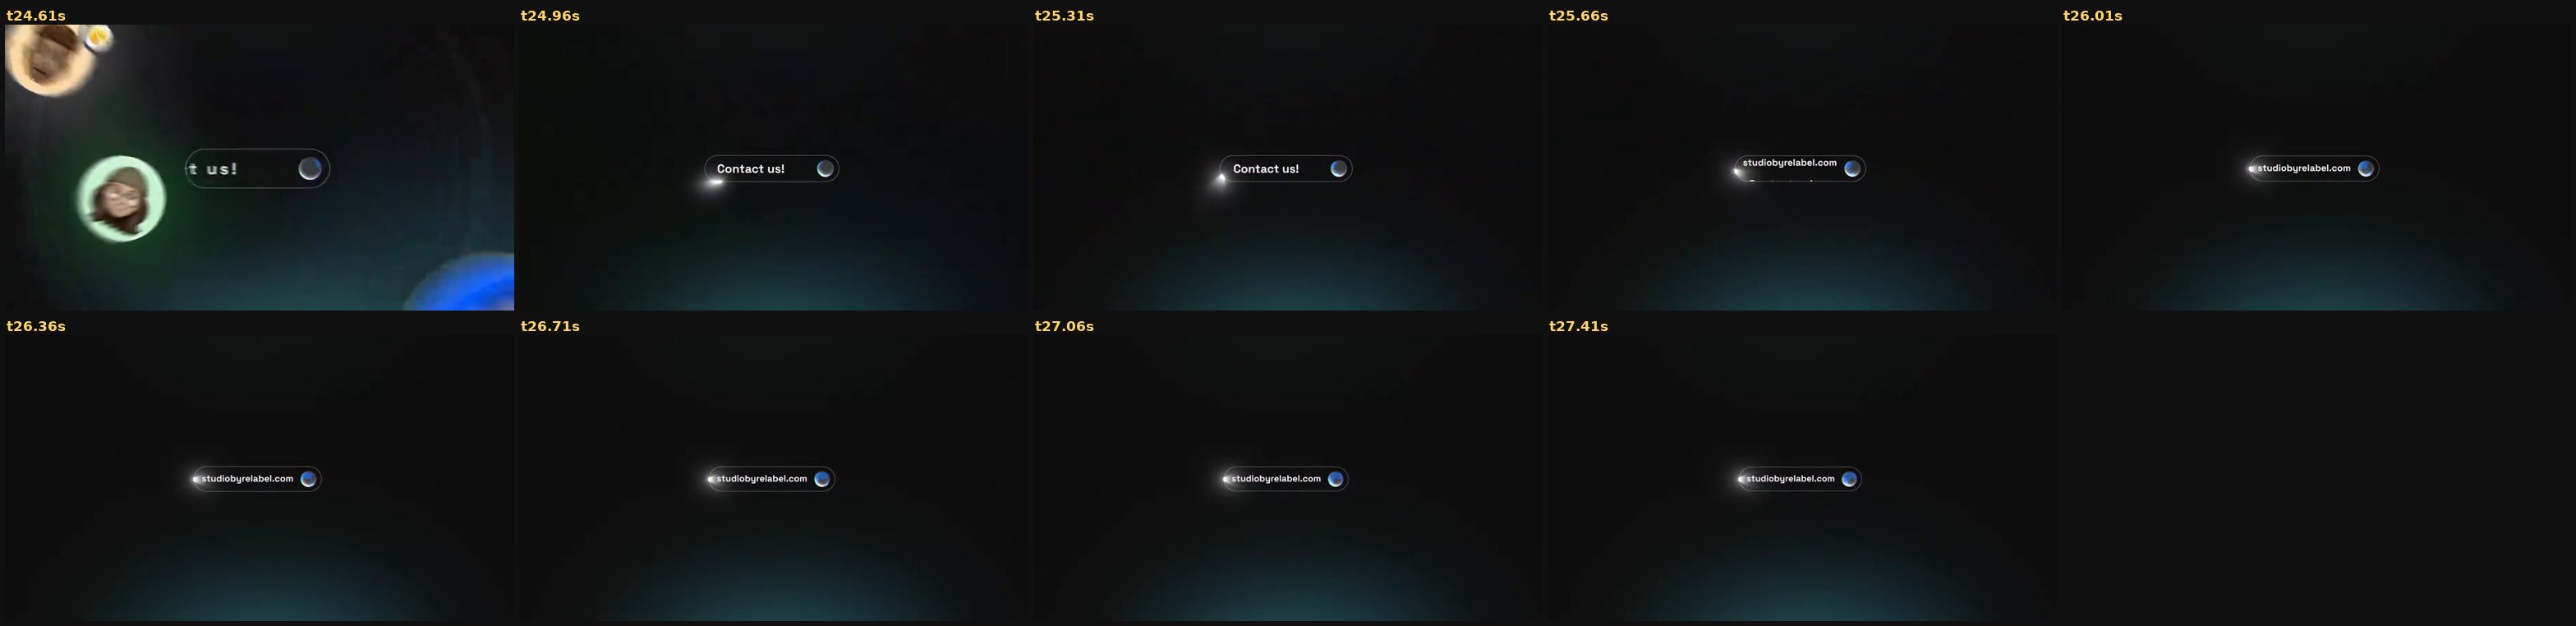 t24.61s
t us!
t24.96s
Contact us!
t25.31s
Contact us!
t25.66s
studiobyrelabel.com
t26.01s
studiobyrelabel.com
t26.36s
studiobyrelabel.com
t26.71s
studiobyrelabel.com
t27.06s
studiobyrelabel.com
t27.41s
studiobyrelabel.com